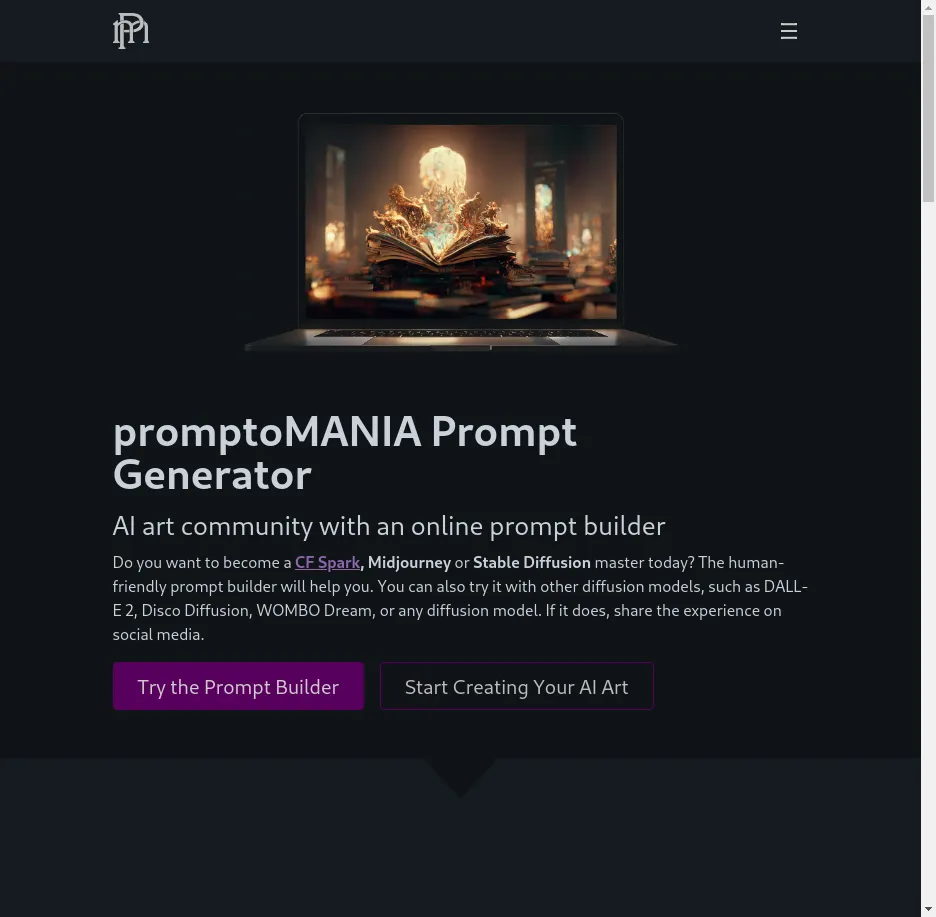 promptoMANIA Prompt
Generator
AI art community with an online prompt builder
Do you want to become a CF Spark, Midjourney or Stable Diffusion master today? The human-
friendly prompt builder will help you. You can also try it with other diffusion models, such as DALL-
E 2, Disco Diffusion, WOMBO Dream, or any diffusion model. If it does, share the experience on
social media.
Try the Prompt Builder
Start Creating Your AI Art